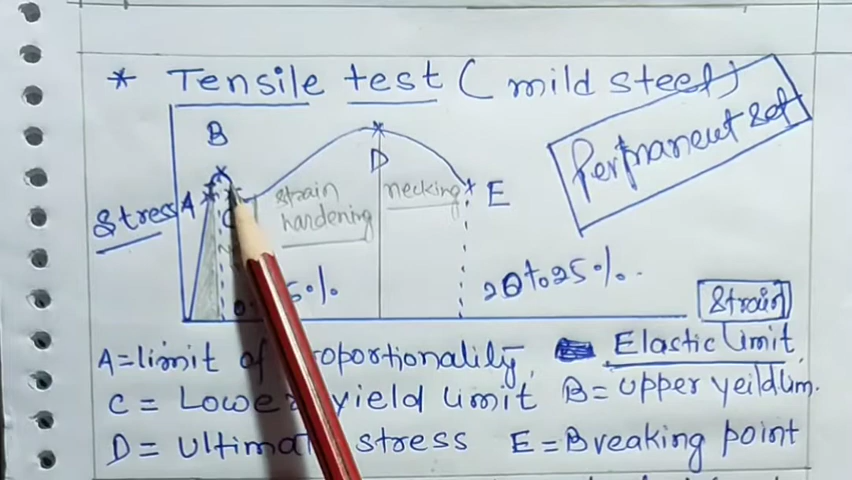 * Tensile test (mild steel)
Permanent set
B
D
Stress A
strain
hardening
necking
E
C
5%
20 to 25%.
Strain
A=limit of proportionality, Elastic limit
C = Lower yield limit B = upper yeild lim.
D = Ultimate stress E = Breaking point